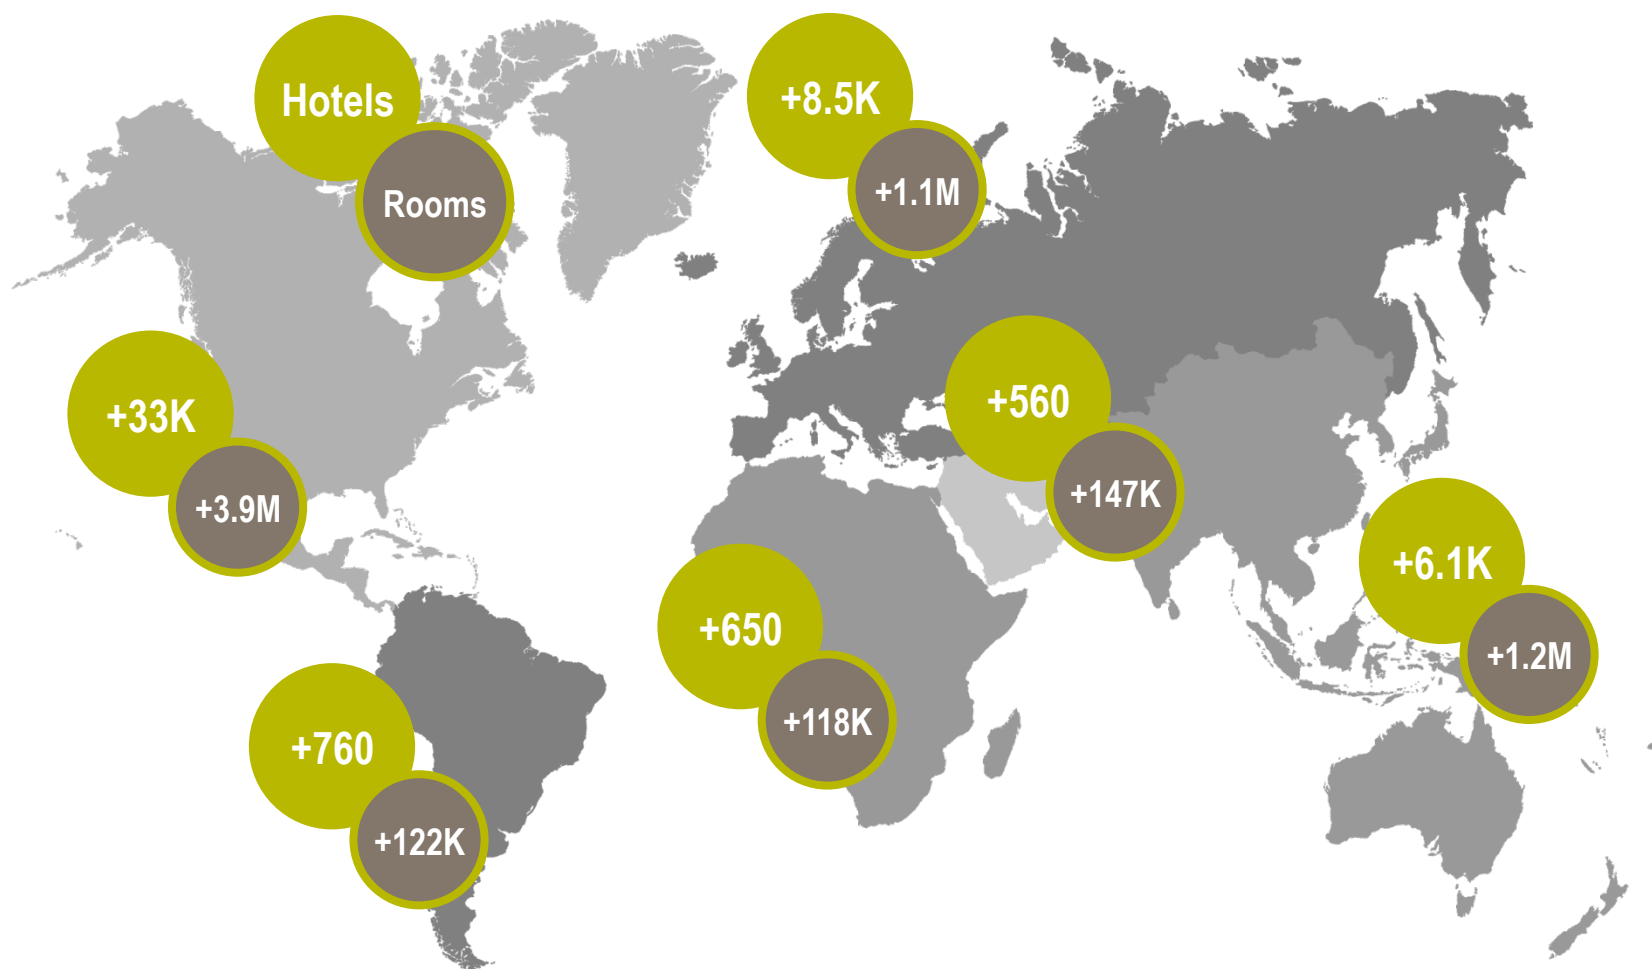 Hotels
Rooms
+8.5K
+1.1M
+33K
+3.9M
+560
+147K
+6.1K
+1.2M
+650
+118K
+760
+122K